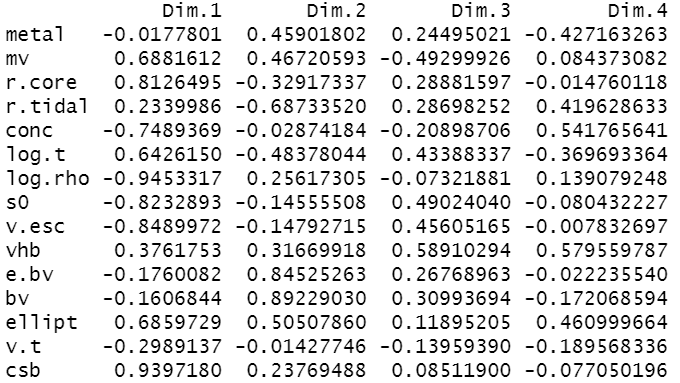 Dim.1 Dim.2 Dim.3 Dim.4
metal -0.0177801 0.45901802 0.24495021 -0.427163263
mv 0.6881612 0.46720593 -0.49299926 0.084373082
r.core 0.8126495 -0.32917337 0.28881597 -0.014760118
r.tidal 0.2339986 -0.68733520 0.28698252 0.419628633
conc -0.7489369 -0.02874184 -0.20898706 0.541765641
log.t 0.6426150 -0.48378044 0.43388337 -0.369693364
log.rho -0.9453317 0.25617305 -0.07321881 0.139079248
s0 -0.8232893 -0.14555508 0.49024040 -0.080432227
v.esc -0.8489972 -0.14792715 0.45605165 -0.007832697
vhb 0.3761753 0.31669918 0.58910294 0.579559787
e.bv -0.1760082 0.84525263 0.26768963 -0.022235540
bv -0.1606844 0.89229030 0.30993694 -0.172068594
ellipt 0.6859729 0.50507860 0.11895205 0.460999664
v.t -0.2989137 -0.01427746 -0.13959390 -0.189568336
csb 0.9397180 0.23769488 0.08511900 -0.077050196